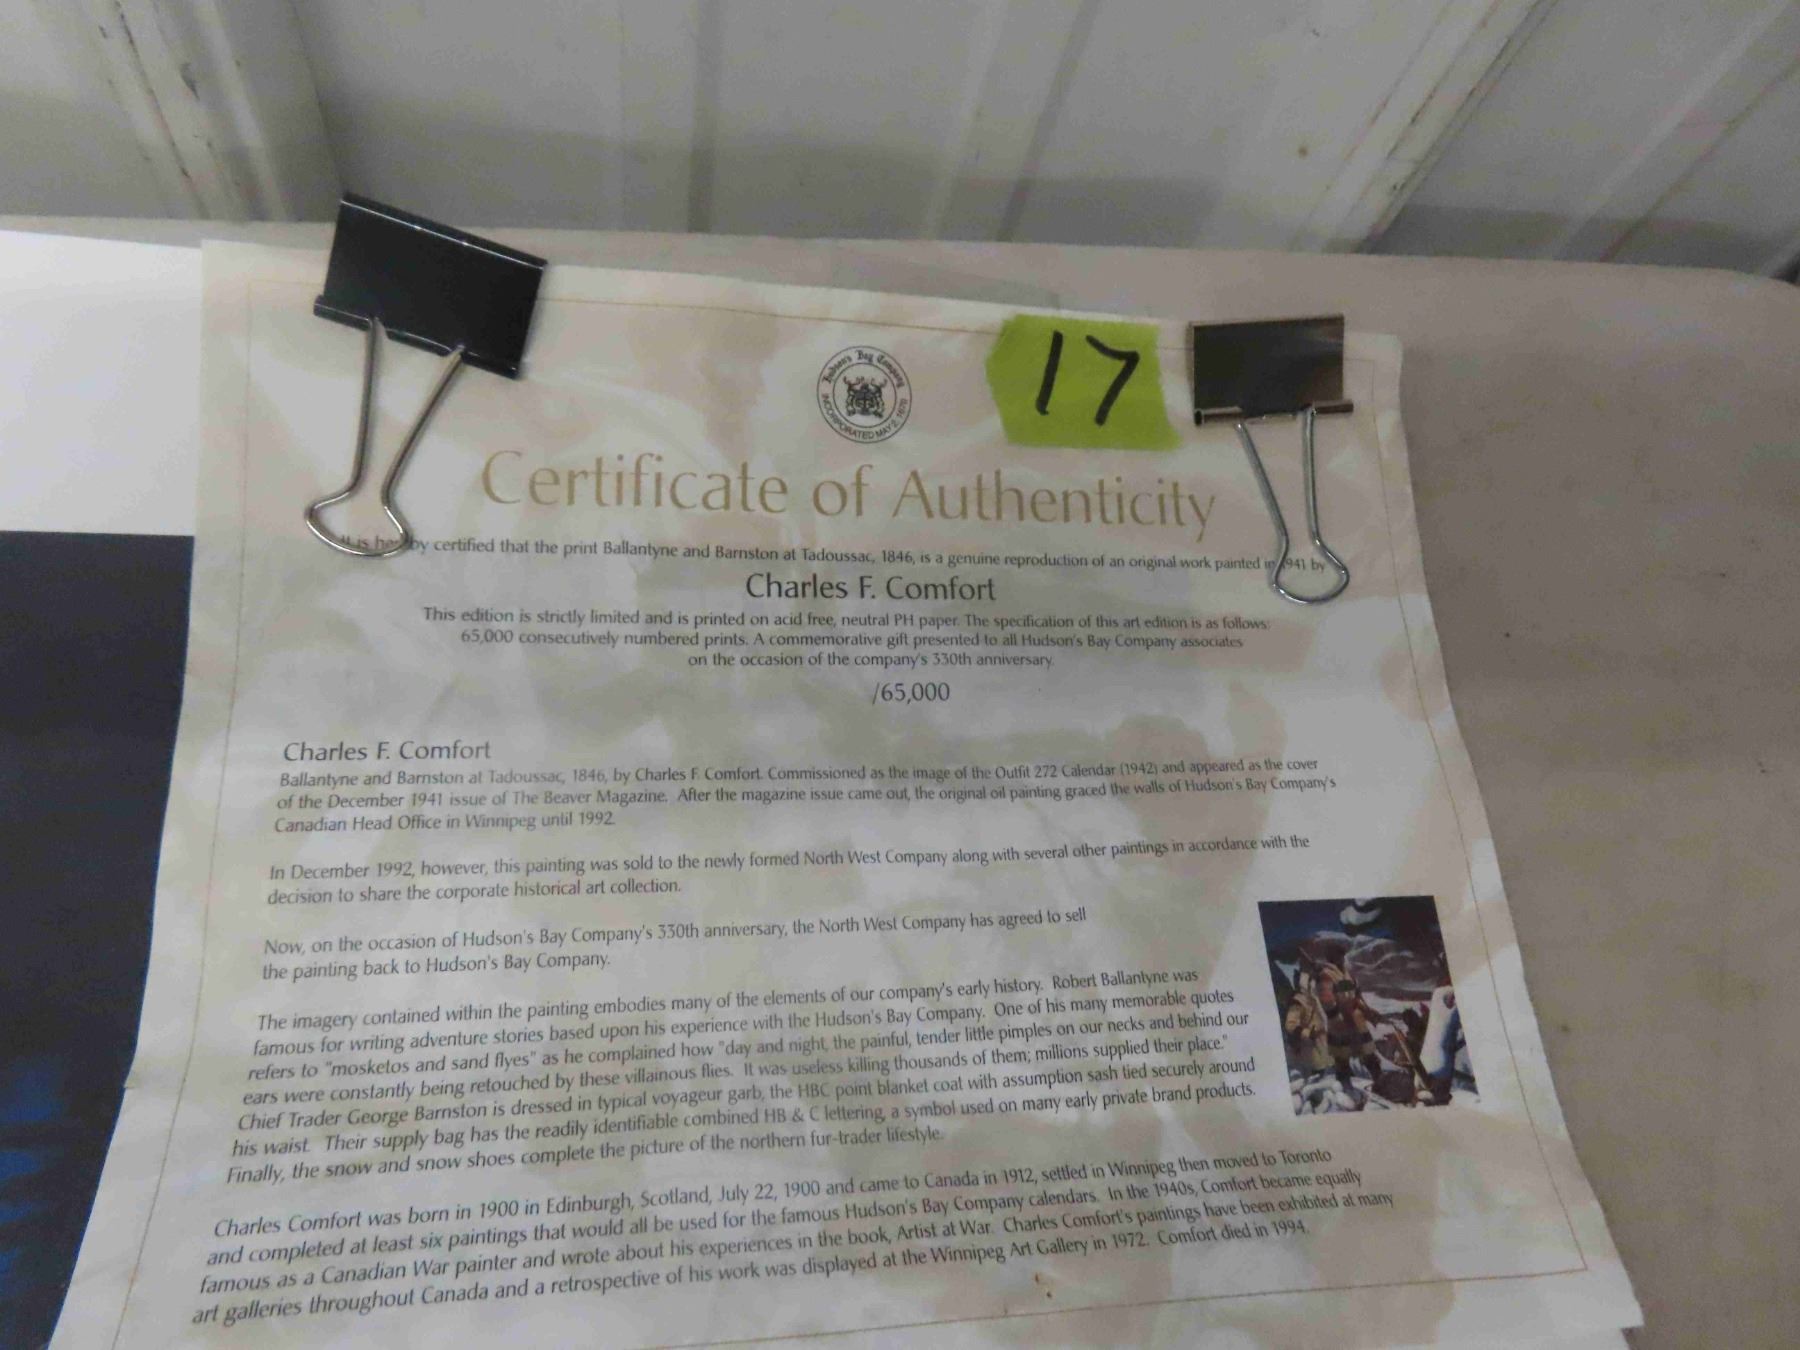 Hudson's Bay Company
INCORPORATED MAY 2, 1670
17
Certificate of Authenticity
It is hereby certified that the print Ballantyne and Barnston at Tadoussac, 1846, is a genuine reproduction of an original work painted in 1941 by
Charles F. Comfort
This edition is strictly limited and is printed on acid free, neutral PH paper. The specification of this art edition is as follows:
65,000 consecutively numbered prints. A commemorative gift presented to all Hudson's Bay Company associates
on the occasion of the company's 330th anniversary.
/65,000
Charles F. Comfort
Ballantyne and Barnston at Tadoussac, 1846, by Charles F. Comfort. Commissioned as the image of the Outfit 272 Calendar (1942) and appeared as the cover
of the December 1941 issue of The Beaver Magazine. After the magazine issue came out, the original oil painting graced the walls of Hudson's Bay Company's
Canadian Head Office in Winnipeg until 1992.
In December 1992, however, this painting was sold to the newly formed North West Company along with several other paintings in accordance with the
decision to share the corporate historical art collection.
Now, on the occasion of Hudson's Bay Company's 330th anniversary, the North West Company has agreed to sell
the painting back to Hudson's Bay Company.
The imagery contained within the painting embodies many of the elements of our company's early history. Robert Ballantyne was
famous for writing adventure stories based upon his experience with the Hudson's Bay Company. One of his many memorable quotes
refers to "mosketos and sand flyes" as he complained how "day and night, the painful, tender little pimples on our necks and behind our
ears were constantly being retouched by these villainous flies. It was useless killing thousands of them; millions supplied their place."
Chief Trader George Barnston is dressed in typical voyageur garb, the HBC point blanket coat with assumption sash tied securely around
his waist. Their supply bag has the readily identifiable combined HB & C lettering, a symbol used on many early private brand products.
Finally, the snow and snow shoes complete the picture of the northern fur-trader lifestyle.
Charles Comfort was born in 1900 in Edinburgh, Scotland, July 22, 1900 and came to Canada in 1912, settled in Winnipeg then moved to Toronto
and completed at least six paintings that would all be used for the famous Hudson's Bay Company calendars. In the 1940s, Comfort became equally
famous as a Canadian War painter and wrote about his experiences in the book, Artist at War. Charles Comfort's paintings have been exhibited at many
art galleries throughout Canada and a retrospective of his work was displayed at the Winnipeg Art Gallery in 1972. Comfort died in 1994.